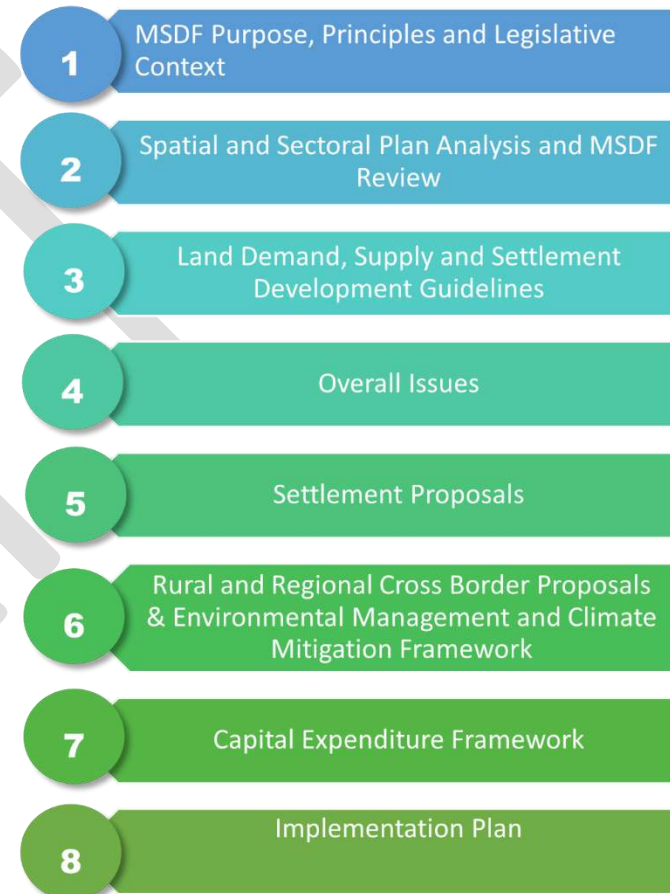 1
MSDF Purpose, Principles and Legislative
Context
2
Spatial and Sectoral Plan Analysis and MSDF
Review
3
Land Demand, Supply and Settlement
Development Guidelines
4
Overall Issues
5
Settlement Proposals
6
Rural and Regional Cross Border Proposals
& Environmental Management and Climate
Mitigation Framework
7
Capital Expenditure Framework
8
Implementation Plan